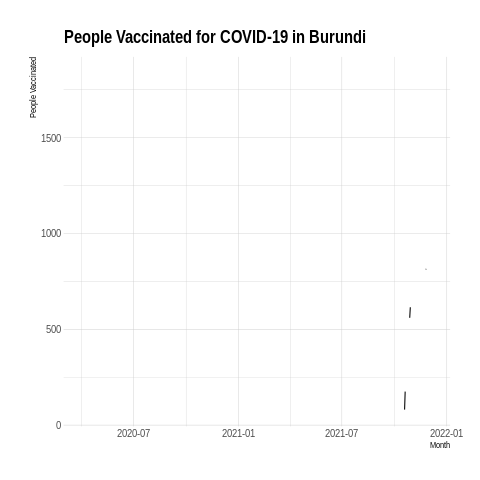 People Vaccinated for COVID-19 in Burundi
People Vaccinated
1500
1000
500
0
2020-07 2021-01 2021-07 2022-01
Month